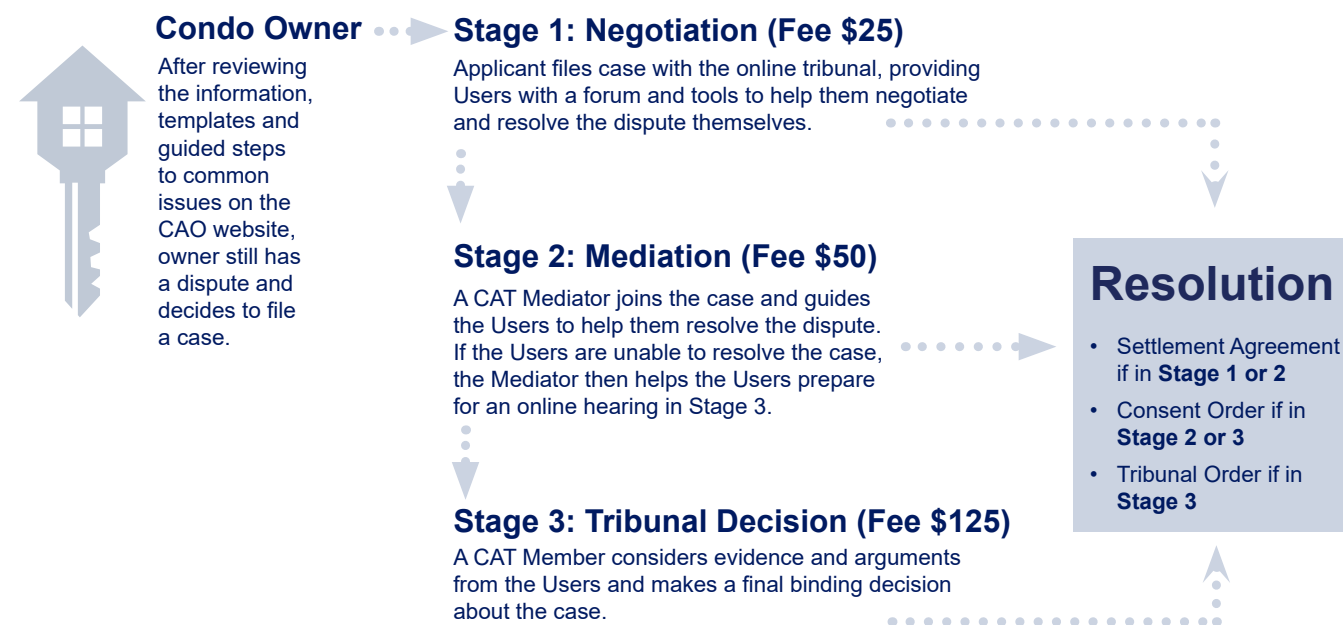 Condo Owner
After reviewing
the information,
templates and
guided steps
to common
issues on the
CAO website,
owner still has
a dispute and
decides to file
a case.
Stage 1: Negotiation (Fee $25)
Applicant files case with the online tribunal, providing
Users with a forum and tools to help them negotiate
and resolve the dispute themselves.
Stage 2: Mediation (Fee $50)
A CAT Mediator joins the case and guides
the Users to help them resolve the dispute.
If the Users are unable to resolve the case,
the Mediator then helps the Users prepare
for an online hearing in Stage 3.
Stage 3: Tribunal Decision (Fee $125)
A CAT Member considers evidence and arguments
from the Users and makes a final binding decision
about the case.
Resolution
• Settlement Agreement
if in Stage 1 or 2
• Consent Order if in
Stage 2 or 3
• Tribunal Order if in
Stage 3